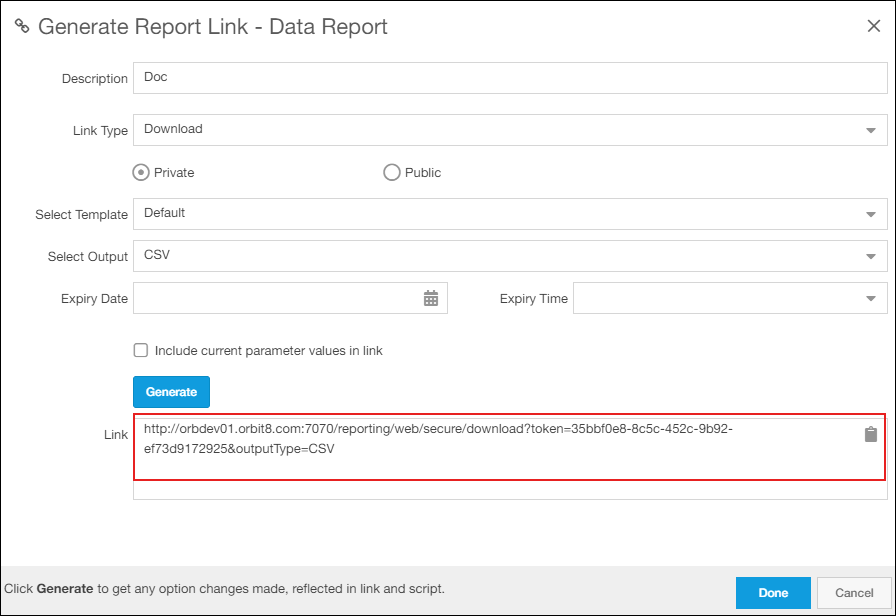 Generate Report Link - Data Report
Description Doc
Link Type Download
Private Public
Select Template Default
Select Output CSV
Expiry Date Expiry Time
Include current parameter values in link
Generate
Link http://orbdev01.orbit8.com:7070/reporting/web/secure/download?token=35bbf0e8-8c5c-452c-9b92-
ef73d9172925&outputType=CSV
Click Generate to get any option changes made, reflected in link and script.
Done Cancel